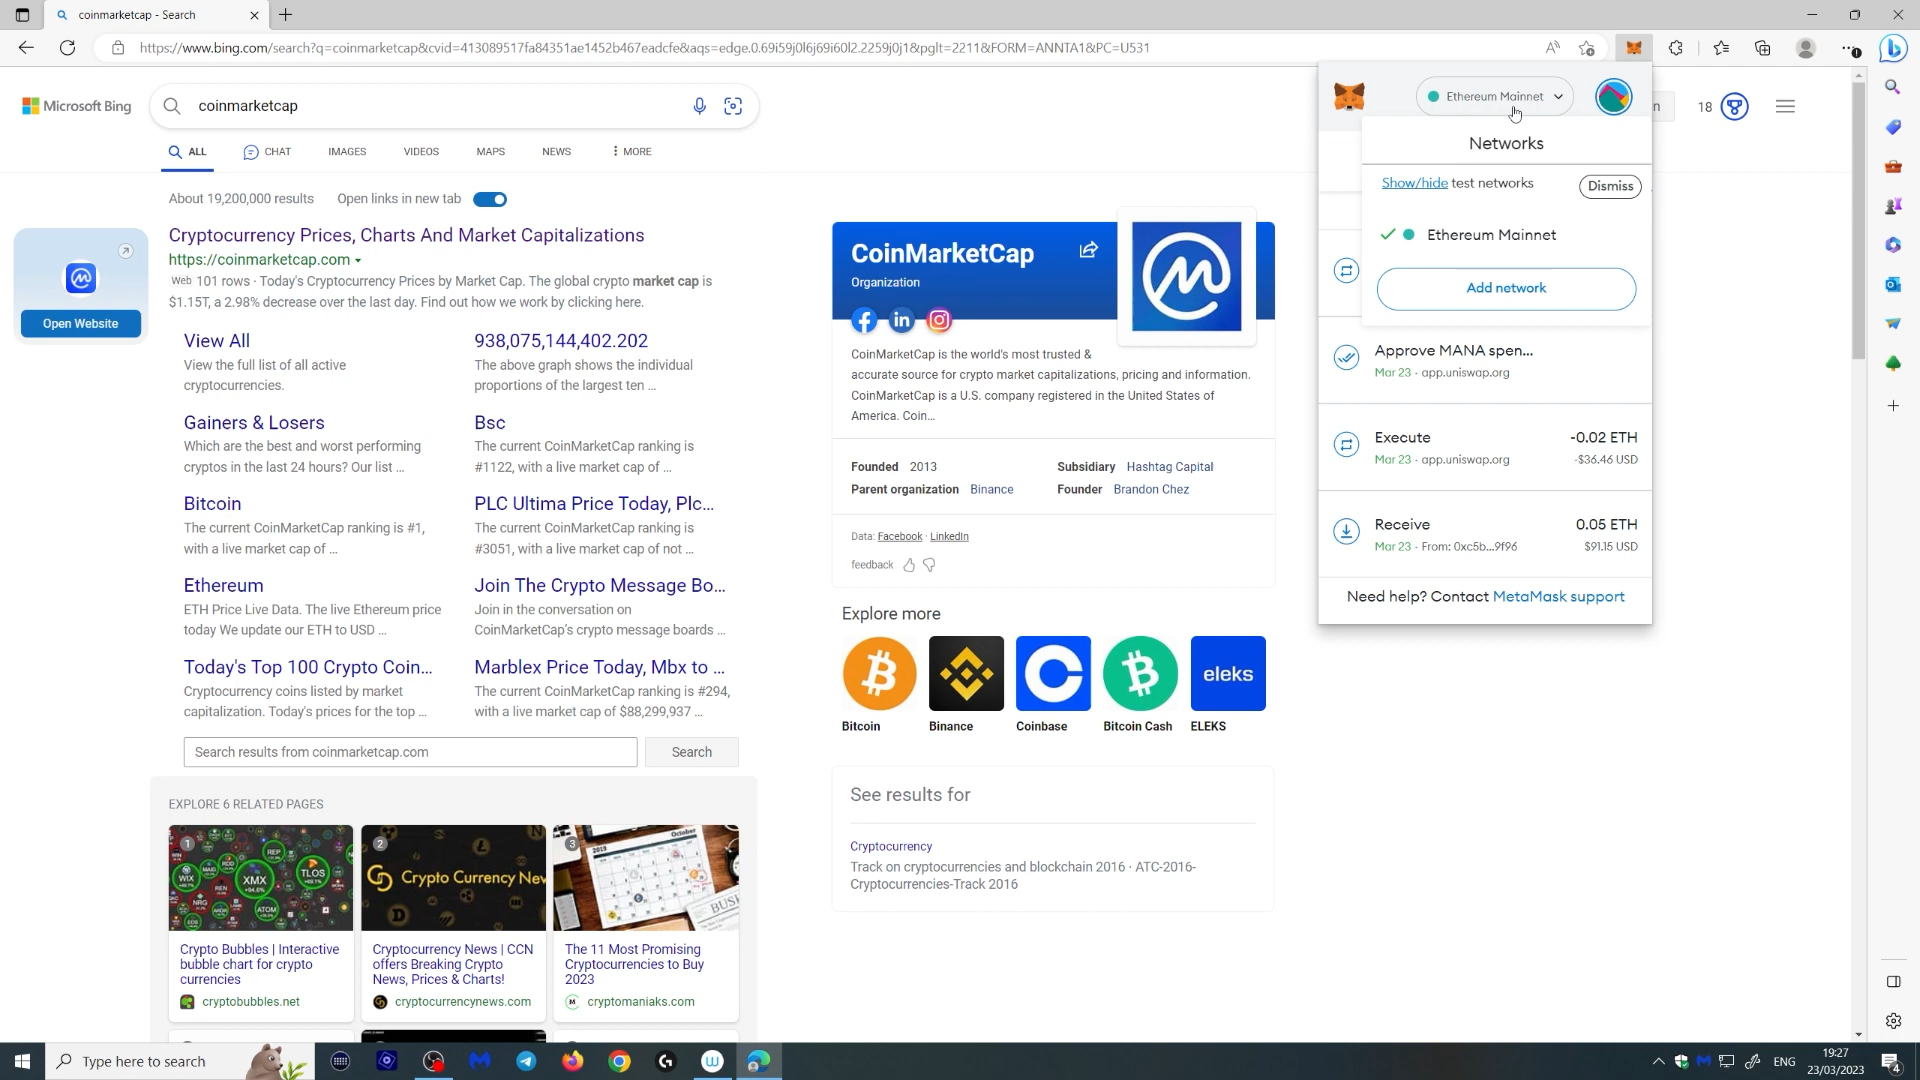 coinmarketcap - Search
https://www.bing.com/search?q=coinmarketcap&cvid=413089517fa84351ae1452b467eadcfe&aqs=edge.0.69i59j0l6j69i60l2.2259j0j1&pglt=2211&FORM=ANNTA1&PC=U531
Microsoft Bing
coinmarketcap
18
ALL
CHAT
IMAGES
VIDEOS
MAPS
NEWS
MORE
About 19,200,000 results
Open links in new tab
Open Website
Cryptocurrency Prices, Charts And Market Capitalizations
https://coinmarketcap.com
Web 101 rows · Today's Cryptocurrency Prices by Market Cap. The global crypto market cap is
$1.15T, a 2.98% decrease over the last day. Find out how we work by clicking here.
View All
View the full list of all active
cryptocurrencies.
938,075,144,402.202
The above graph shows the individual
proportions of the largest ten ...
Gainers & Losers
Which are the best and worst performing
cryptos in the last 24 hours? Our list ...
Bsc
The current CoinMarketCap ranking is
#1122, with a live market cap of ...
Bitcoin
The current CoinMarketCap ranking is #1,
with a live market cap of ...
PLC Ultima Price Today, Plc...
The current CoinMarketCap ranking is
#3051, with a live market cap of not ...
Ethereum
ETH Price Live Data. The live Ethereum price
today We update our ETH to USD ...
Join The Crypto Message Bo...
Join in the conversation on
CoinMarketCap's crypto message boards ...
Today's Top 100 Crypto Coin...
Cryptocurrency coins listed by market
capitalization. Today's prices for the top ...
Marblex Price Today, Mbx to ...
The current CoinMarketCap ranking is #294,
with a live market cap of $88,299,937 ...
Search results from coinmarketcap.com
Search
EXPLORE 6 RELATED PAGES
1
WIX
REP
XMX
+94.6%
TLOS
NRG
ATOM
2
Crypto Currency Nev
3
October
2019
BUS
Crypto Bubbles | Interactive
bubble chart for crypto
currencies
cryptobubbles.net
Cryptocurrency News | CCN
offers Breaking Crypto
News, Prices & Charts!
cryptocurrencynews.com
The 11 Most Promising
Cryptocurrencies to Buy
2023
cryptomaniaks.com
CoinMarketCap
Organization
CoinMarketCap is the world's most trusted &
accurate source for crypto market capitalizations, pricing and information.
CoinMarketCap is a U.S. company registered in the United States of
America. Coin...
Founded 2013
Subsidiary Hashtag Capital
Parent organization Binance
Founder Brandon Chez
Data: Facebook · LinkedIn
feedback
Explore more
eleks
Bitcoin
Binance
Coinbase
Bitcoin Cash
ELEKS
See results for
Cryptocurrency
Track on cryptocurrencies and blockchain 2016 · ATC-2016-
Cryptocurrencies-Track 2016
Ethereum Mainnet
Networks
Show/hide test networks
Dismiss
Ethereum Mainnet
Add network
Approve MANA spen...
Mar 23 · app.uniswap.org
Execute
-0.02 ETH
Mar 23 · app.uniswap.org
-$36.46 USD
Receive
0.05 ETH
Mar 23 · From: 0xc5b...9f96
$91.15 USD
Need help? Contact MetaMask support
Type here to search
ENG
19:27
23/03/2023
4